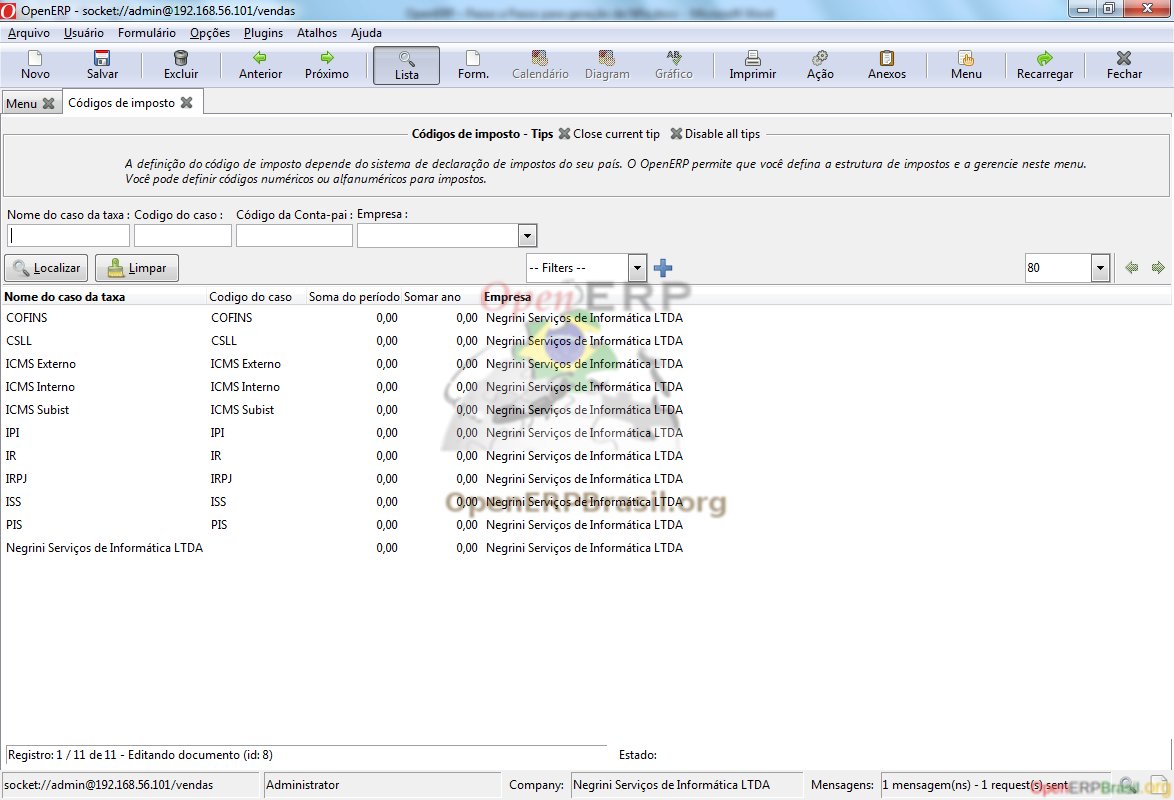 OpenERP - socket://admin@192.168.56.101/vendas
Arquivo Usuário Formulário Opções Plugins Atalhos Ajuda
Novo Salvar Excluir Anterior Próximo Lista Form. Calendário Diagram Gráfico Imprimir Ação Anexos Menu Recarregar Fechar
Menu Códigos de imposto
Códigos de imposto - Tips Close current tip Disable all tips
A definição do código de imposto depende do sistema de declaração de impostos do seu país. O OpenERP permite que você defina a estrutura de impostos e a gerencie neste menu.
Você pode definir códigos numéricos ou alfanuméricos para impostos.
Nome do caso da taxa : Codigo do caso : Código da Conta-pai : Empresa :
Localizar Limpar -- Filters -- 80
Nome do caso da taxa Codigo do caso Soma do período Somar ano Empresa
OpenERP
COFINS COFINS 0,00 0,00 Negrini Serviços de Informática LTDA
CSLL CSLL 0,00 0,00 Negrini Serviços de Informática LTDA
ICMS Externo ICMS Externo 0,00 0,00 Negrini Serviços de Informática LTDA
ICMS Interno ICMS Interno 0,00 0,00 Negrini Serviços de Informática LTDA
ICMS Subist ICMS Subist 0,00 0,00 Negrini Serviços de Informática LTDA
IPI IPI 0,00 0,00 Negrini Serviços de Informática LTDA
IR IR 0,00 0,00 Negrini Serviços de Informática LTDA
IRPJ IRPJ 0,00 0,00 Negrini Serviços de Informática LTDA
ISS ISS 0,00 0,00 Negrini Serviços de Informática LTDA
OpenERPBrasil.org
PIS PIS 0,00 0,00 Negrini Serviços de Informática LTDA
Negrini Serviços de Informática LTDA 0,00 0,00 Negrini Serviços de Informática LTDA
Registro: 1 / 11 de 11 - Editando documento (id: 8) Estado:
socket://admin@192.168.56.101/vendas Administrator Company: Negrini Serviços de Informática LTDA Mensagens: 1 mensagem(ns) - 1 request(s) sent
OpenERPBrasil.org